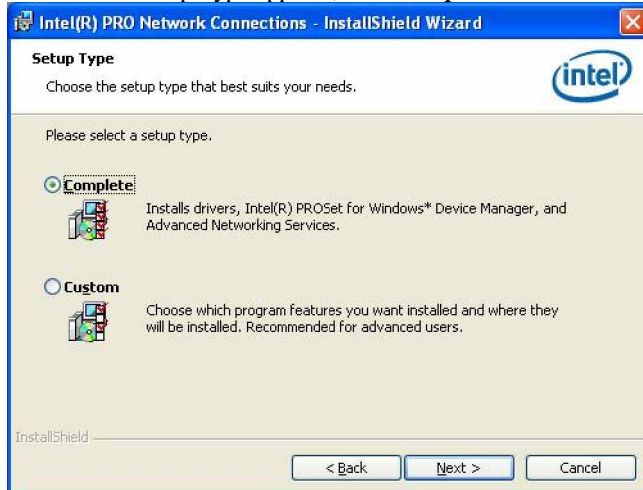 Intel(R) PRO Network Connections - InstallShield Wizard
Setup Type
Choose the setup type that best suits your needs.
intel
Please select a setup type.
Complete
Installs drivers, Intel(R) PROSet for Windows* Device Manager, and
Advanced Networking Services.
Custom
Choose which program features you want installed and where they
will be installed. Recommended for advanced users.
InstallShield
< Back
Next >
Cancel